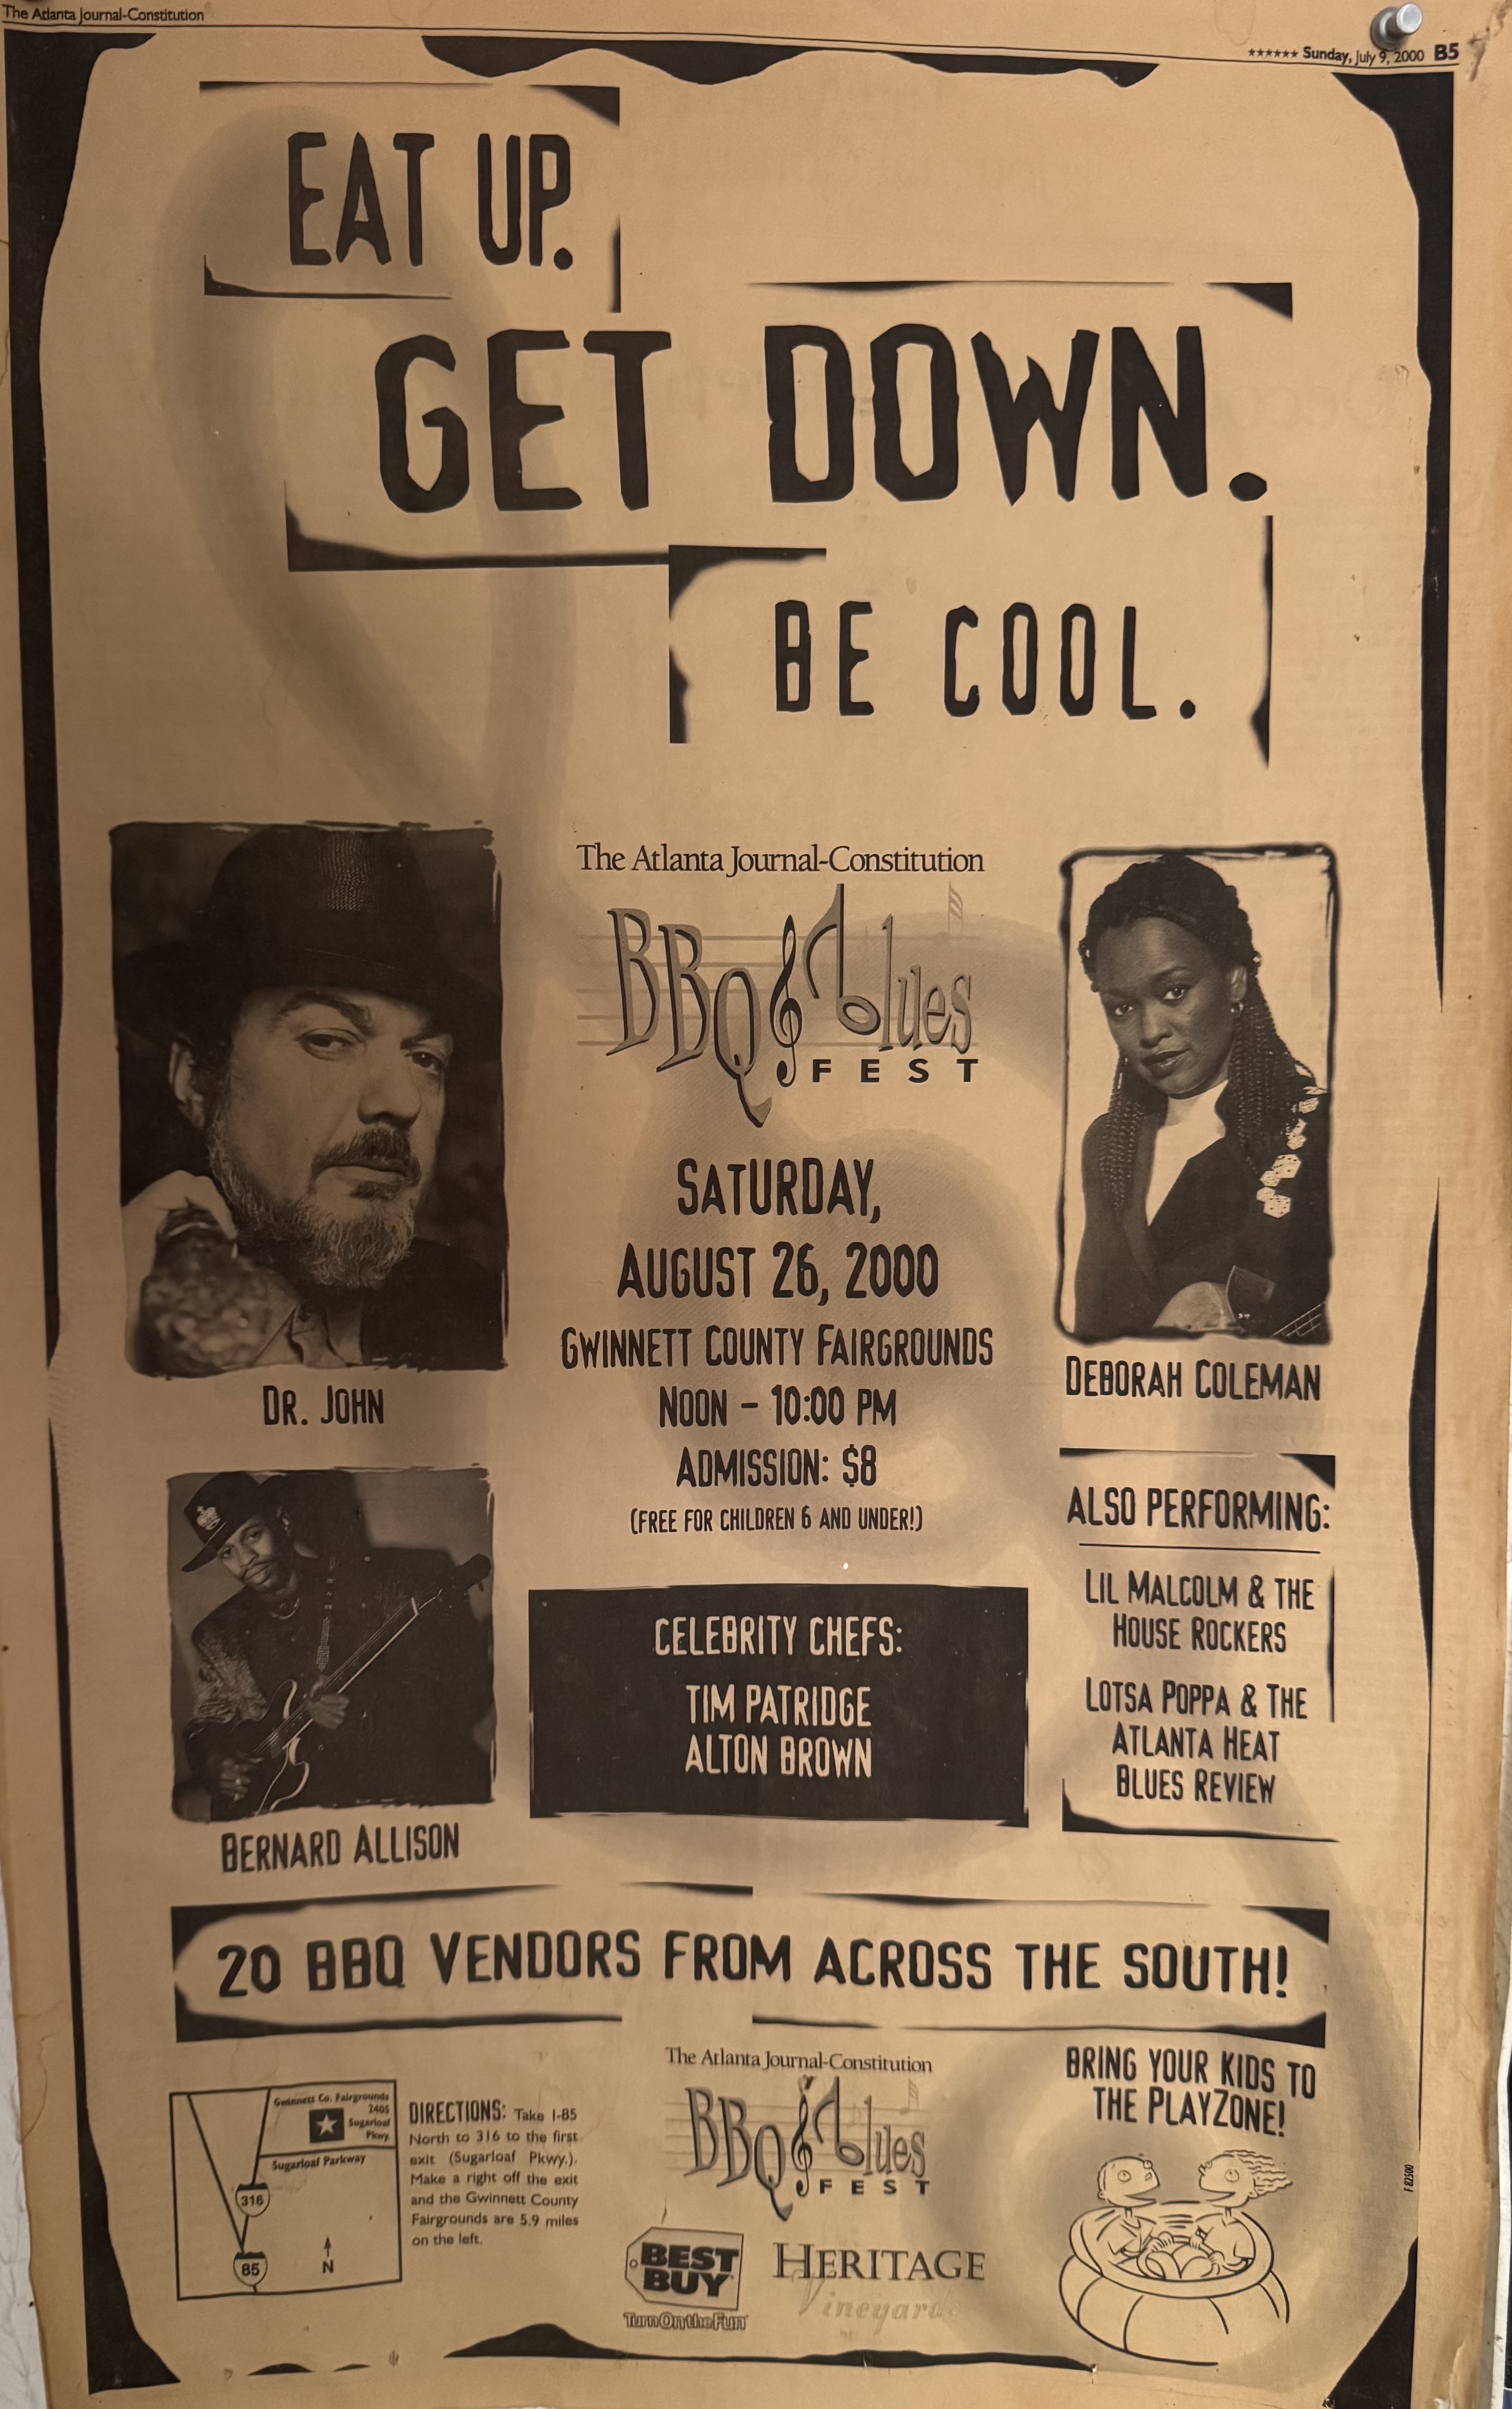 The Atlanta Journal-Constitution
****** Sunday, July 9, 2000 B5
EAT UP.
GET DOWN.
BE COOL.
The Atlanta Journal-Constitution
BBQ & Blues
FEST
SATURDAY,
AUGUST 26, 2000
GWINNETT COUNTY FAIRGROUNDS
NOON – 10:00 PM
ADMISSION: $8
(FREE FOR CHILDREN 6 AND UNDER!)
DR. JOHN
DEBORAH COLEMAN
BERNARD ALLISON
CELEBRITY CHEFS:
TIM PATRIDGE
ALTON BROWN
ALSO PERFORMING:
LIL MALCOLM & THE
HOUSE ROCKERS
LOTSA POPPA & THE
ATLANTA HEAT
BLUES REVIEW
20 BBQ VENDORS FROM ACROSS THE SOUTH!
Gwinnett Co. Fairgrounds
2405
Sugarloaf
Pkwy.
Sugarloaf Parkway
316
85
N
DIRECTIONS: Take I-85
North to 316 to the first
exit (Sugarloaf Pkwy.).
Make a right off the exit
and the Gwinnett County
Fairgrounds are 5.9 miles
on the left.
The Atlanta Journal-Constitution
BBQ & Blues
FEST
BEST
BUY
TurnOntheFun
HERITAGE
Vineyards
BRING YOUR KIDS TO
THE PLAYZONE!